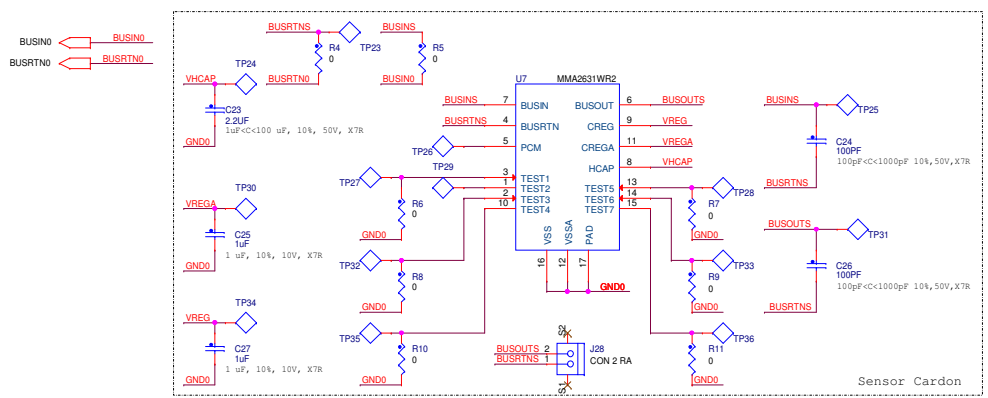 BUSIN0
BUSIN0
BUSRTN0
BUSRTN0
BUSRTNS
TP23
R4
0
BUSRTN0
BUSINS
R5
0
BUSIN0
TP24
VHCAP
C23
2.2UF
1uF<C<100 uF, 10%, 50V, X7R
GND0
U7
MMA2631WR2
BUSINS
7
BUSIN
BUSOUT
6
BUSOUTS
BUSRTNS
4
BUSRTN
CREG
9
VREG
TP26
5
PCM
CREGA
11
VREGA
TP29
HCAP
8
VHCAP
TP27
3
TEST1
1
TEST2
2
TEST3
10
TEST4
TEST5
13
TEST6
14
TEST7
15
TP28
VSS
VSSA
PAD
16
12
17
GND0
R6
0
GND0
R7
0
GND0
BUSINS
TP25
C24
100PF
100pF<C<1000pF 10%,50V,X7R
BUSRTNS
TP30
VREGA
C25
1uF
1 uF, 10%, 10V, X7R
GND0
TP32
R8
0
GND0
TP33
R9
0
GND0
BUSOUTS
TP31
C26
100PF
100pF<C<1000pF 10%,50V,X7R
BUSRTNS
TP34
VREG
C27
1uF
1 uF, 10%, 10V, X7R
GND0
TP35
R10
0
GND0
S2
BUSOUTS
2
BUSRTNS
1
J28
CON 2 RA
S1
TP36
R11
0
GND0
Sensor Cardon